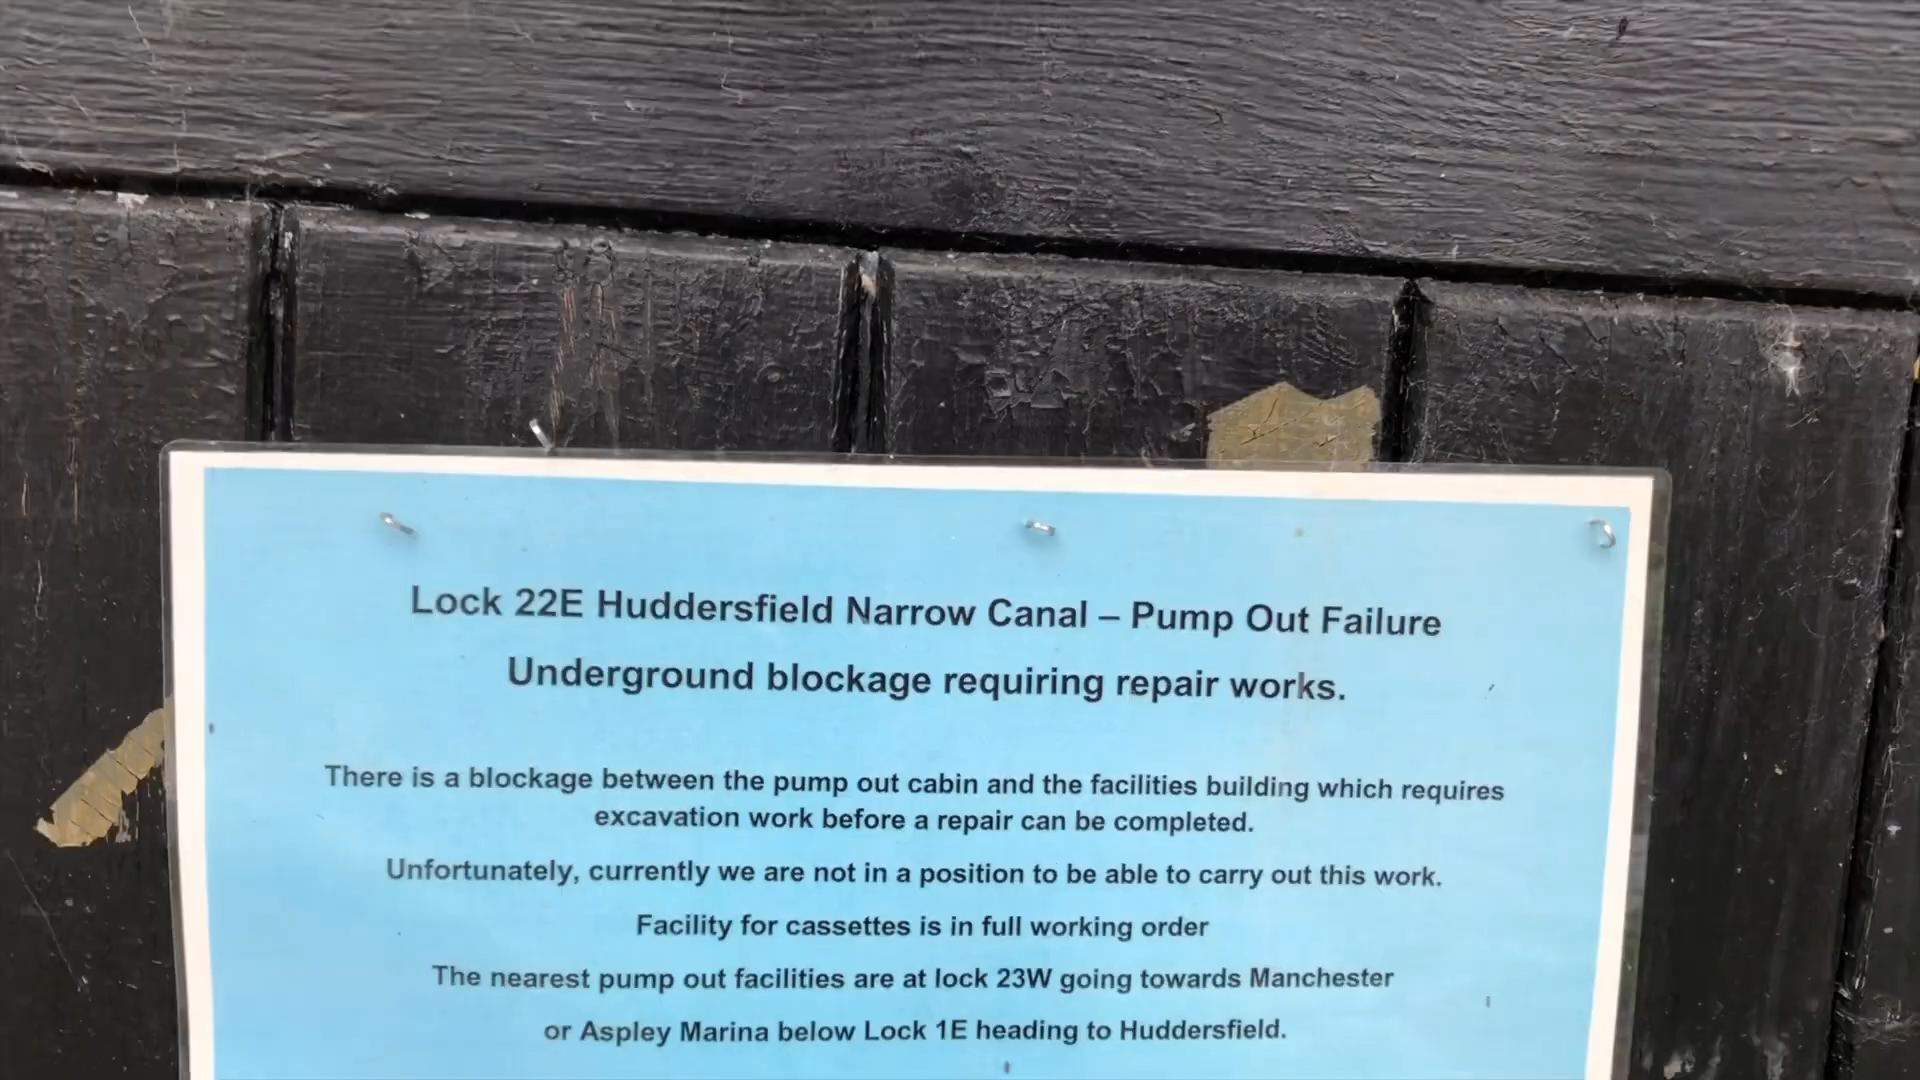 Lock 22E Huddersfield Narrow Canal – Pump Out Failure
Underground blockage requiring repair works.
There is a blockage between the pump out cabin and the facilities building which requires
excavation work before a repair can be completed.
Unfortunately, currently we are not in a position to be able to carry out this work.
Facility for cassettes is in full working order
The nearest pump out facilities are at lock 23W going towards Manchester
or Aspley Marina below Lock 1E heading to Huddersfield.